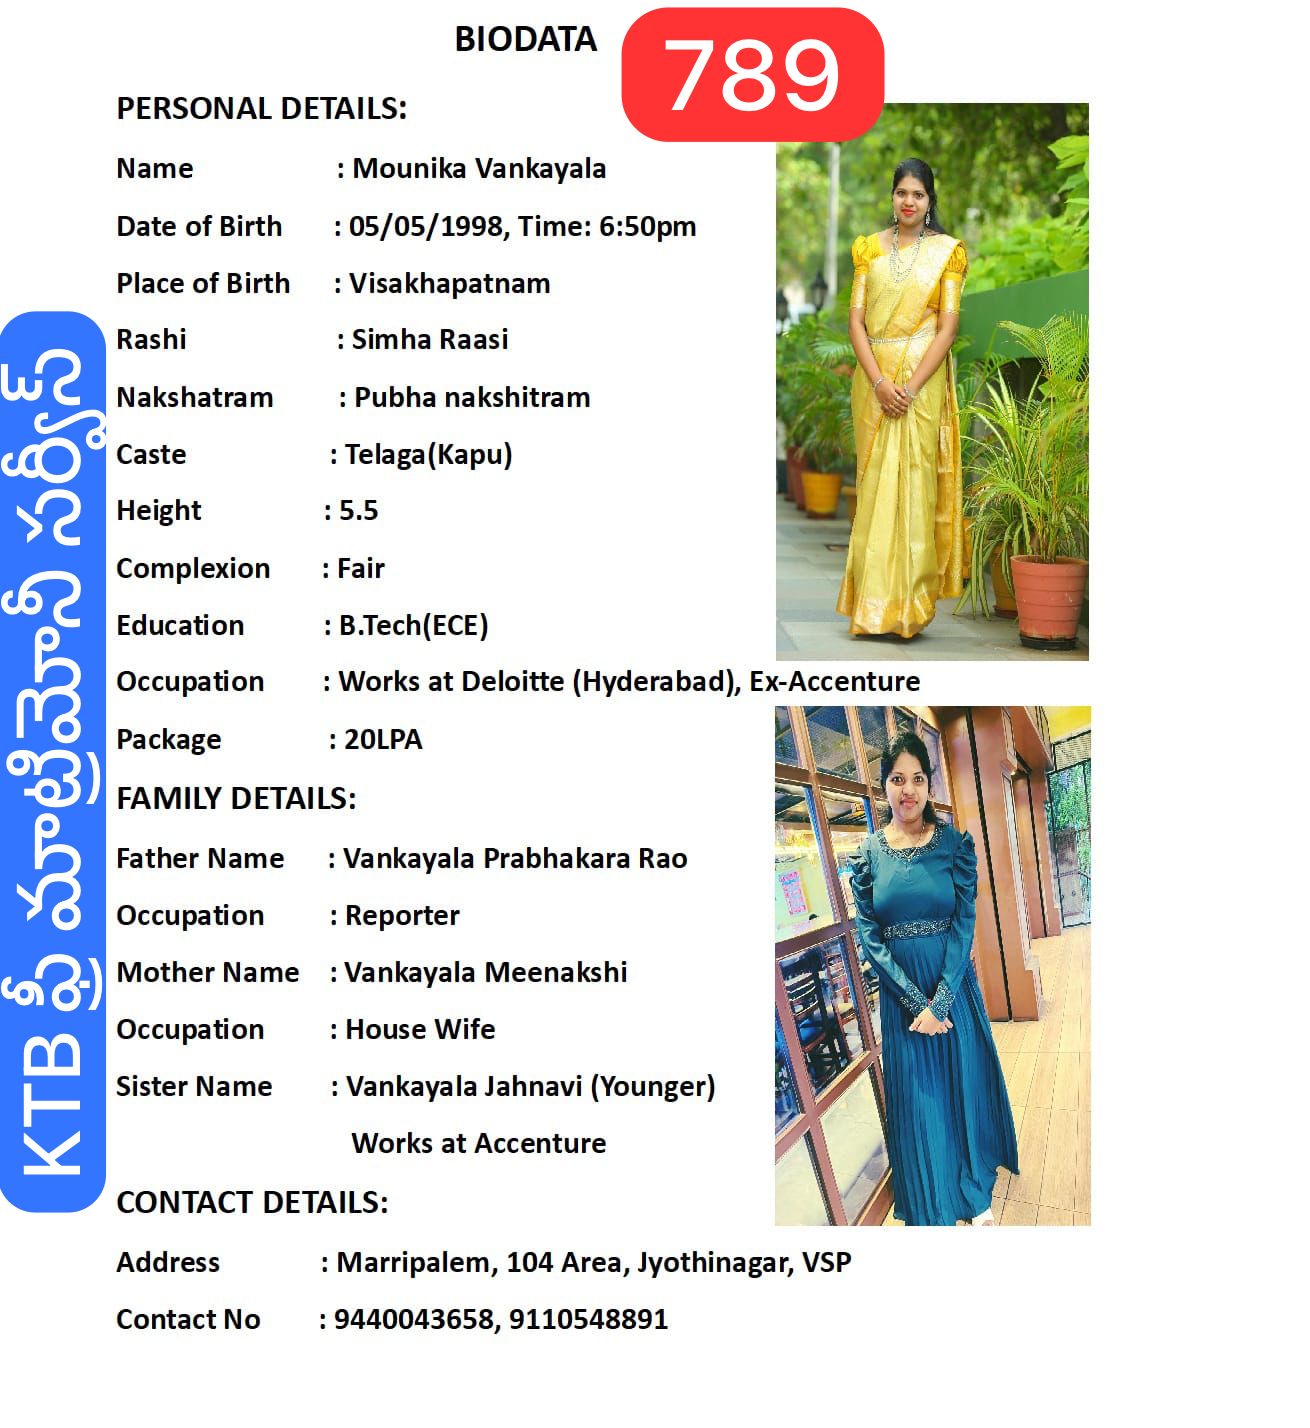 BIODATA
789
PERSONAL DETAILS:
Name : Mounika Vankayala
Date of Birth : 05/05/1998, Time: 6:50pm
Place of Birth : Visakhapatnam
Rashi : Simha Raasi
Nakshatram : Pubha nakshitram
Caste : Telaga(Kapu)
Height : 5.5
Complexion : Fair
Education : B.Tech(ECE)
Occupation : Works at Deloitte (Hyderabad), Ex-Accenture
Package : 20LPA
FAMILY DETAILS:
Father Name : Vankayala Prabhakara Rao
Occupation : Reporter
Mother Name : Vankayala Meenakshi
Occupation : House Wife
Sister Name : Vankayala Jahnavi (Younger)
Works at Accenture
CONTACT DETAILS:
Address : Marripalem, 104 Area, Jyothinagar, VSP
Contact No : 9440043658, 9110548891
KTB ఫ్రీ మాట్రిమోనీ సర్వీస్